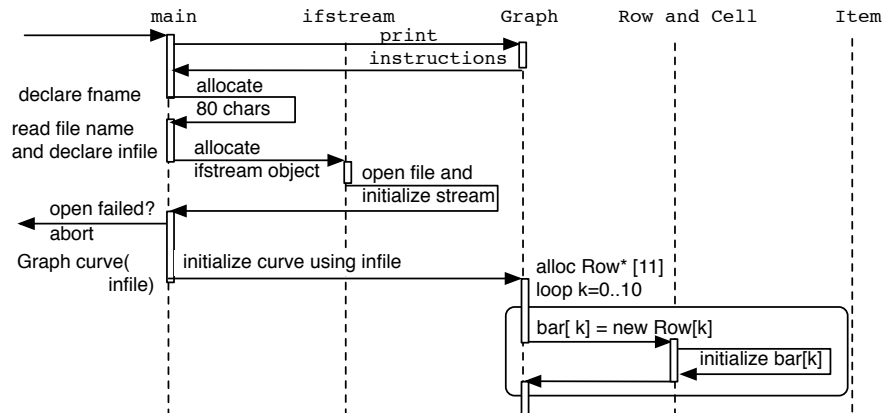 main ifstream Graph Row and Cell Item
print
instructions
declare fname
allocate
80 chars
read file name
and declare infile
allocate
ifstream object
open file and
initialize stream
open failed?
abort
Graph curve(
infile)
initialize curve using infile
alloc Row* [11]
loop k=0..10
bar[ k] = new Row[k]
initialize bar[k]